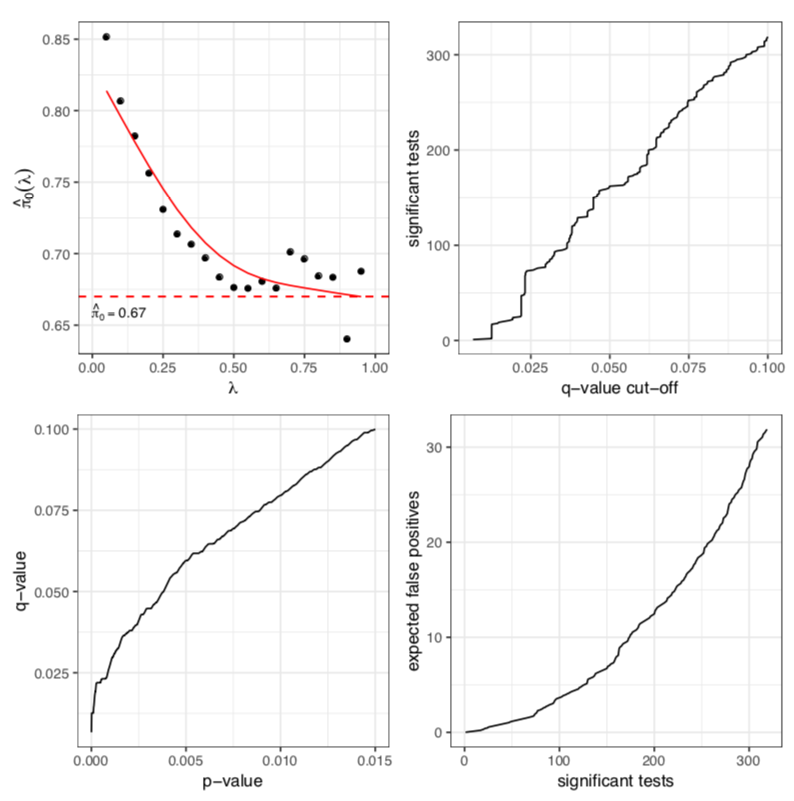 0.85
0.80
0.75
0.70
0.65
π̂₀(λ)
π̂₀ = 0.67
0.00 0.25 0.50 0.75 1.00
λ
300
200
100
0
significant tests
0.025 0.050 0.075 0.100
q−value cut−off
0.100
0.075
0.050
0.025
q−value
0.000 0.005 0.010 0.015
p−value
30
20
10
0
expected false positives
0 100 200 300
significant tests